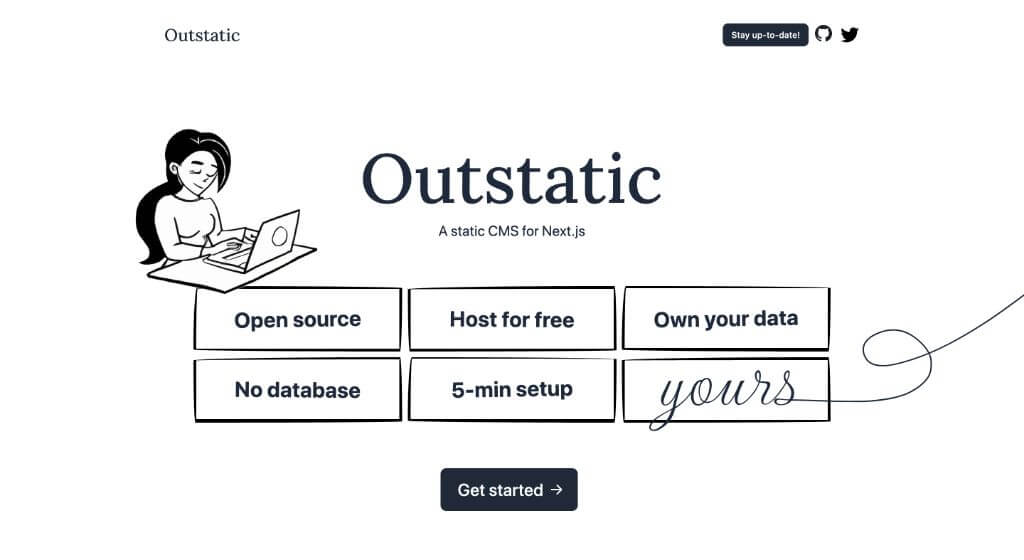 Outstatic
Stay up-to-date!
Outstatic
A static CMS for Next.js
Open source
Host for free
Own your data
No database
5-min setup
yours
Get started →